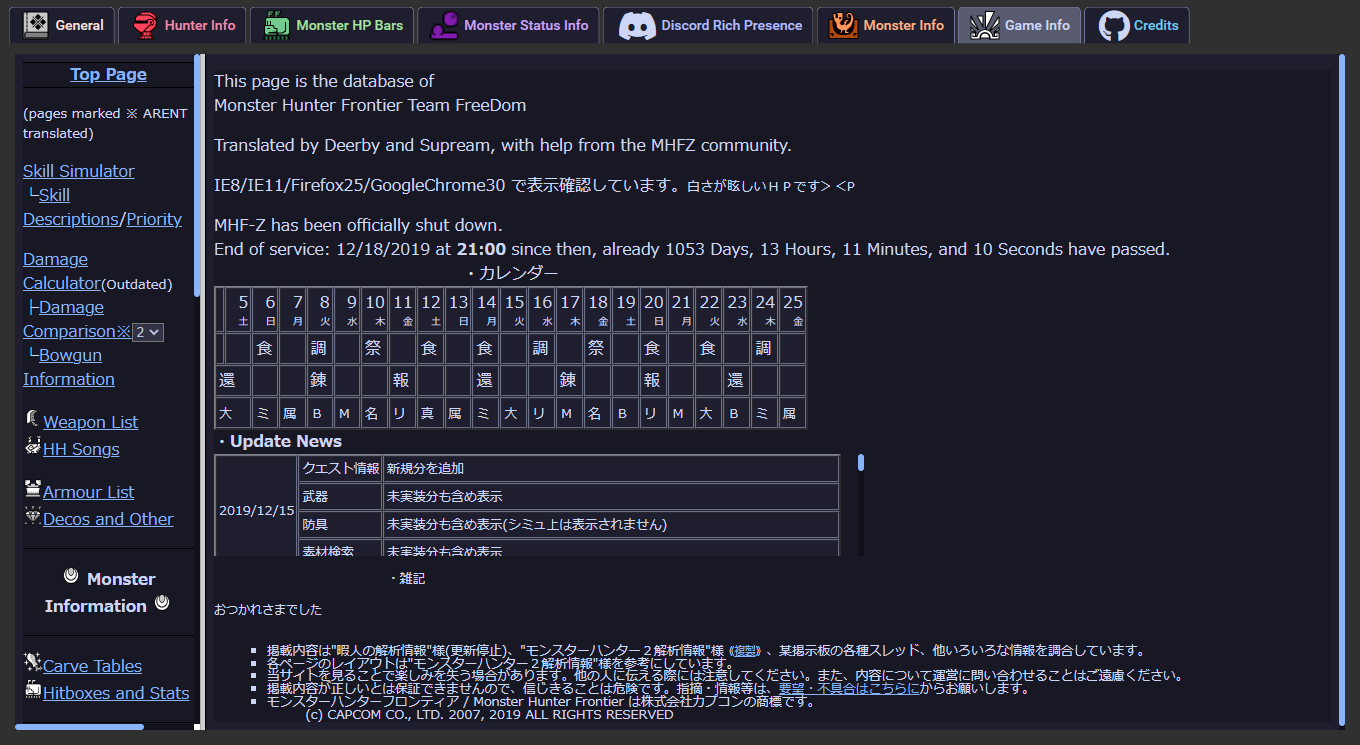 General Hunter Info Monster HP Bars Monster Status Info Discord Rich Presence Monster Info Game Info Credits
Top Page
(pages marked ※ ARENT
translated)
Skill Simulator
└Skill
Descriptions/Priority
Damage
Calculator(Outdated)
├Damage
Comparison※ 2
└Bowgun
Information
Weapon List
HH Songs
Armour List
Decos and Other
Monster
Information
Carve Tables
Hitboxes and Stats
This page is the database of
Monster Hunter Frontier Team FreeDom
Translated by Deerby and Supream, with help from the MHFZ community.
IE8/IE11/Firefox25/GoogleChrome30 で表示確認しています。白さが眩しいＨＰです＞＜P
MHF-Z has been officially shut down.
End of service: 12/18/2019 at 21:00 since then, already 1053 Days, 13 Hours, 11 Minutes, and 10 Seconds have passed.
・カレンダー
5 6 7 8 9 10 11 12 13 14 15 16 17 18 19 20 21 22 23 24 25
土 日 月 火 水 木 金 土 日 月 火 水 木 金 土 日 月 火 水 木 金
食 調 祭 食 食 調 祭 食 食 調
還 錬 報 還 錬 報 還
大 ミ 属 B M 名 リ 真 属 ミ 大 リ M 名 B リ M 大 B ミ 属
・Update News
2019/12/15
クエスト情報 新規分を追加
武器 未実装分も含め表示
防具 未実装分も含め表示(シミュ上は表示されません)
素材検索 未実装分も含め表示
・雑記
おつかれさまでした
掲載内容は"暇人の解析情報"様(更新停止)、"モンスターハンター２解析情報"様《複製》、某掲示板の各種スレッド、他いろいろな情報を調合しています。
各ページのレイアウトは"モンスターハンター２解析情報"様を参考にしています。
当サイトを見ることで楽しみを失う場合があります。他の人に伝える際には注意してください。また、内容について運営に問い合わせることはご遠慮ください。
掲載内容が正しいとは保証できませんので、信じきることは危険です。指摘・情報等は、要望・不具合はこちらにからお願いします。
モンスターハンターフロンティア / Monster Hunter Frontier は株式会社カプコンの商標です。
(c) CAPCOM CO., LTD. 2007, 2019 ALL RIGHTS RESERVED